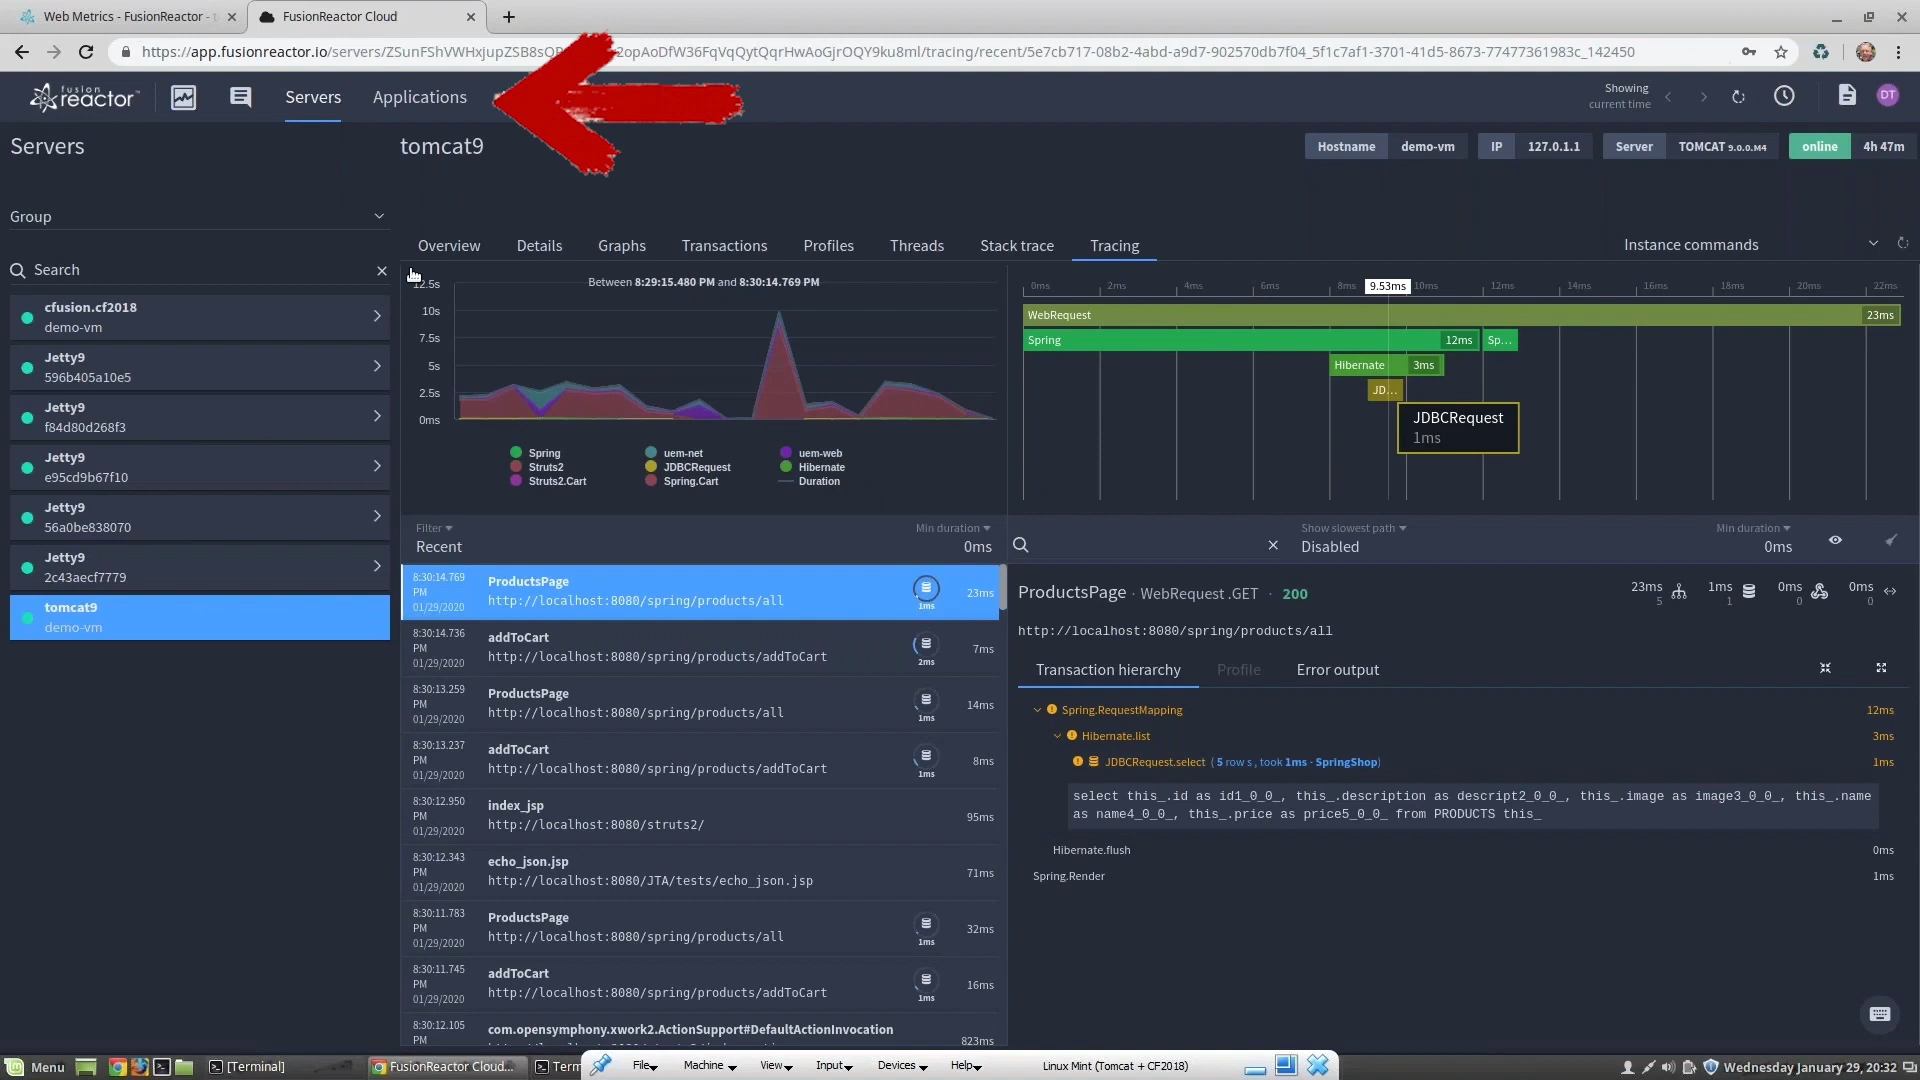 Web Metrics - FusionReactor -
FusionReactor Cloud
https://app.fusionreactor.io/servers/
opAoDfW36FqVqQytQqrHwAoGjrOQY9ku8ml/tracing/recent/5e7cb717-08b2-4abd-a9d7-902570db7f04_5f1c7af1-3701-41d5-8673-77477361983c_142450
fusion reactor
Servers
Applications
Showing
current time
DT
Servers
tomcat9
Hostname demo-vm
IP 127.0.1.1
Server TOMCAT 9.0.0.M4
online 4h 47m
Group
Overview
Details
Graphs
Transactions
Profiles
Threads
Stack trace
Tracing
Instance commands
Search
cfusion.cf2018
demo-vm
Jetty9
596b405a10e5
Jetty9
f84d80d268f3
Jetty9
e95cd9b67f10
Jetty9
56a0be838070
Jetty9
2c43aecf7779
tomcat9
demo-vm
Between 8:29:15.480 PM and 8:30:14.769 PM
12.5s
10s
7.5s
5s
2.5s
0ms
Spring
uem-net
uem-web
Struts2
JDBCRequest
Hibernate
Struts2.Cart
Spring.Cart
Duration
0ms 2ms 4ms 6ms 8ms 9.53ms 10ms 12ms 14ms 16ms 18ms 20ms 22ms
WebRequest 23ms
Spring 12ms Sp...
Hibernate 3ms
JD...
JDBCRequest
1ms
Filter
Recent
Min duration
0ms
Show slowest path
Disabled
Min duration
0ms
8:30:14.769
PM
01/29/2020
ProductsPage
http://localhost:8080/spring/products/all
1ms
23ms
8:30:14.736
PM
01/29/2020
addToCart
http://localhost:8080/spring/products/addToCart
2ms
7ms
8:30:13.259
PM
01/29/2020
ProductsPage
http://localhost:8080/spring/products/all
1ms
14ms
8:30:13.237
PM
01/29/2020
addToCart
http://localhost:8080/spring/products/addToCart
1ms
8ms
8:30:12.950
PM
01/29/2020
index_jsp
http://localhost:8080/struts2/
95ms
8:30:12.343
PM
01/29/2020
echo_json.jsp
http://localhost:8080/JTA/tests/echo_json.jsp
71ms
8:30:11.783
PM
01/29/2020
ProductsPage
http://localhost:8080/spring/products/all
1ms
32ms
8:30:11.745
PM
01/29/2020
addToCart
http://localhost:8080/spring/products/addToCart
1ms
16ms
8:30:12.105
PM
com.opensymphony.xwork2.ActionSupport#DefaultActionInvocation
823ms
ProductsPage · WebRequest .GET · 200
23ms
5
1ms
1
0ms
0
0ms
0
http://localhost:8080/spring/products/all
Transaction hierarchy
Profile
Error output
Spring.RequestMapping 12ms
Hibernate.list 3ms
JDBCRequest.select ( 5 row s , took 1ms - SpringShop) 1ms
select this_.id as id1_0_0_, this_.description as descript2_0_0_, this_.image as image3_0_0_, this_.name
as name4_0_0_, this_.price as price5_0_0_ from PRODUCTS this_
Hibernate.flush 0ms
Spring.Render 1ms
Menu
[Terminal]
FusionReactor Cloud...
Term
File
Machine
View
Input
Devices
Help
Linux Mint (Tomcat + CF2018)
Wednesday January 29, 20:32